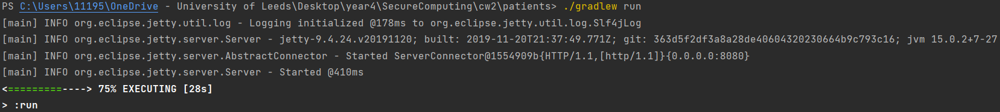 PS C:\Users\11195\OneDrive - University of Leeds\Desktop\year4\SecureComputing\cw2\patients> ./gradlew run
[main] INFO org.eclipse.jetty.util.log - Logging initialized @178ms to org.eclipse.jetty.util.log.Slf4jLog
[main] INFO org.eclipse.jetty.server.Server - jetty-9.4.24.v20191120; built: 2019-11-20T21:37:49.771Z; git: 363d5f2df3a8a28de40604320230664b9c793c16; jvm 15.0.2+7-27
[main] INFO org.eclipse.jetty.server.AbstractConnector - Started ServerConnector@1554909b{HTTP/1.1,[http/1.1]}{0.0.0.0:8080}
[main] INFO org.eclipse.jetty.server.Server - Started @410ms
<=========----> 75% EXECUTING [28s]
> :run